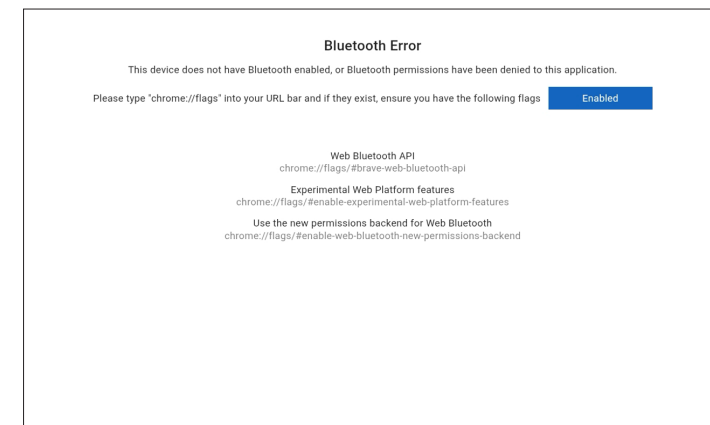 Bluetooth Error
This device does not have Bluetooth enabled, or Bluetooth permissions have been denied to this application.
Please type "chrome://flags" into your URL bar and if they exist, ensure you have the following flags Enabled
Web Bluetooth API
chrome://flags/#brave-web-bluetooth-api
Experimental Web Platform features
chrome://flags/#enable-experimental-web-platform-features
Use the new permissions backend for Web Bluetooth
chrome://flags/#enable-web-bluetooth-new-permissions-backend